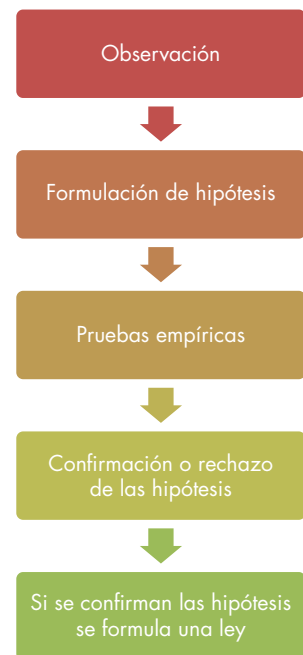 Observación
Formulación de hipótesis
Pruebas empíricas
Confirmación o rechazo
de las hipótesis
Si se confirman las hipótesis
se formula una ley